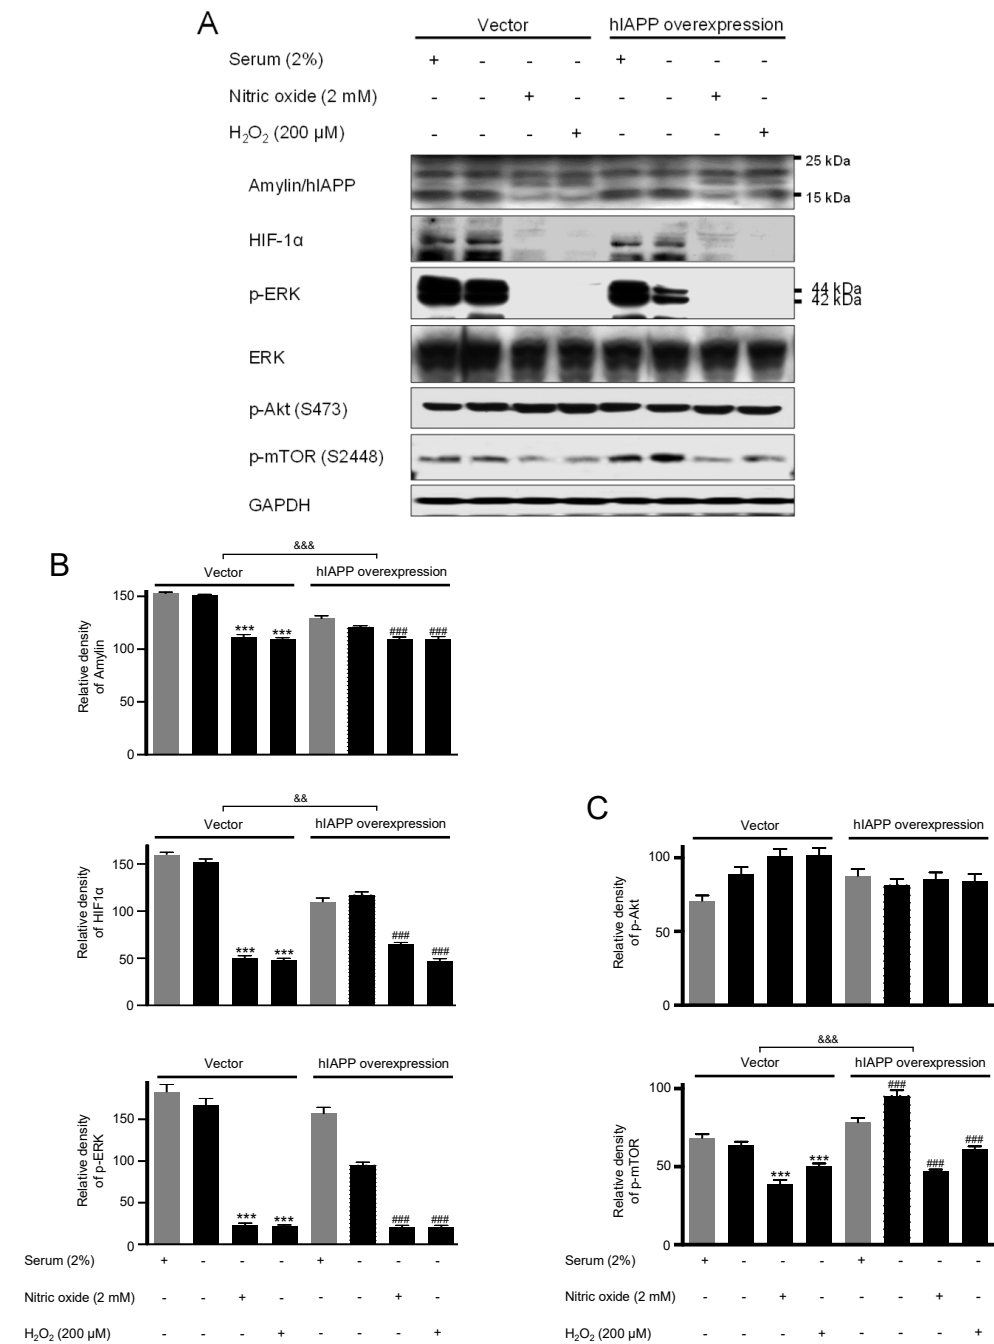 A
Vector hIAPP overexpression
Serum (2%) + - - - + - - -
Nitric oxide (2 mM) - - + - - - + -
H₂O₂ (200 µM) - - - + - - - +
25 kDa
Amylin/hIAPP
15 kDa
HIF-1α
p-ERK
44 kDa
42 kDa
ERK
p-Akt (S473)
p-mTOR (S2448)
GAPDH
B
&&&
Vector hIAPP overexpression
Relative density
of Amylin
150
100
50
0
*** *** ### ###
&&
Vector hIAPP overexpression
Relative density
of HIF1α
150
100
50
0
*** *** ### ###
Vector hIAPP overexpression
Relative density
of p-ERK
150
100
50
0
*** *** ### ###
Serum (2%) + - - - + - - -
Nitric oxide (2 mM) - - + - - - + -
H₂O₂ (200 µM) - - - + - - - +
C
Vector hIAPP overexpression
Relative density
of p-Akt
100
50
0
&&&
Vector hIAPP overexpression
Relative density
of p-mTOR
100
50
0
*** *** ### ### ###
Serum (2%) + - - - + - - -
Nitric oxide (2 mM) - - + - - - + -
H₂O₂ (200 µM) - - - + - - - +